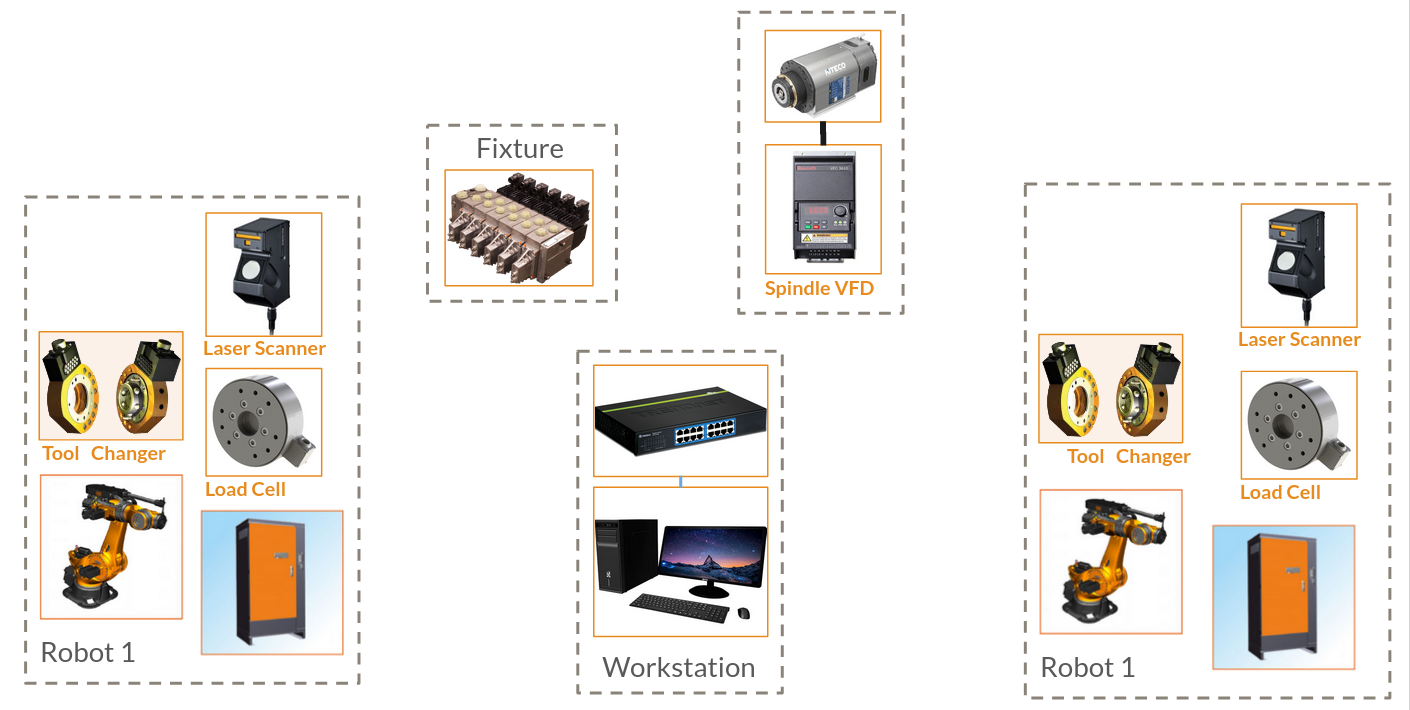 HITECO
Fixture
Spindle VFD
Laser Scanner
Tool Changer
Load Cell
Robot 1
Workstation
Laser Scanner
Tool Changer
Load Cell
Robot 1